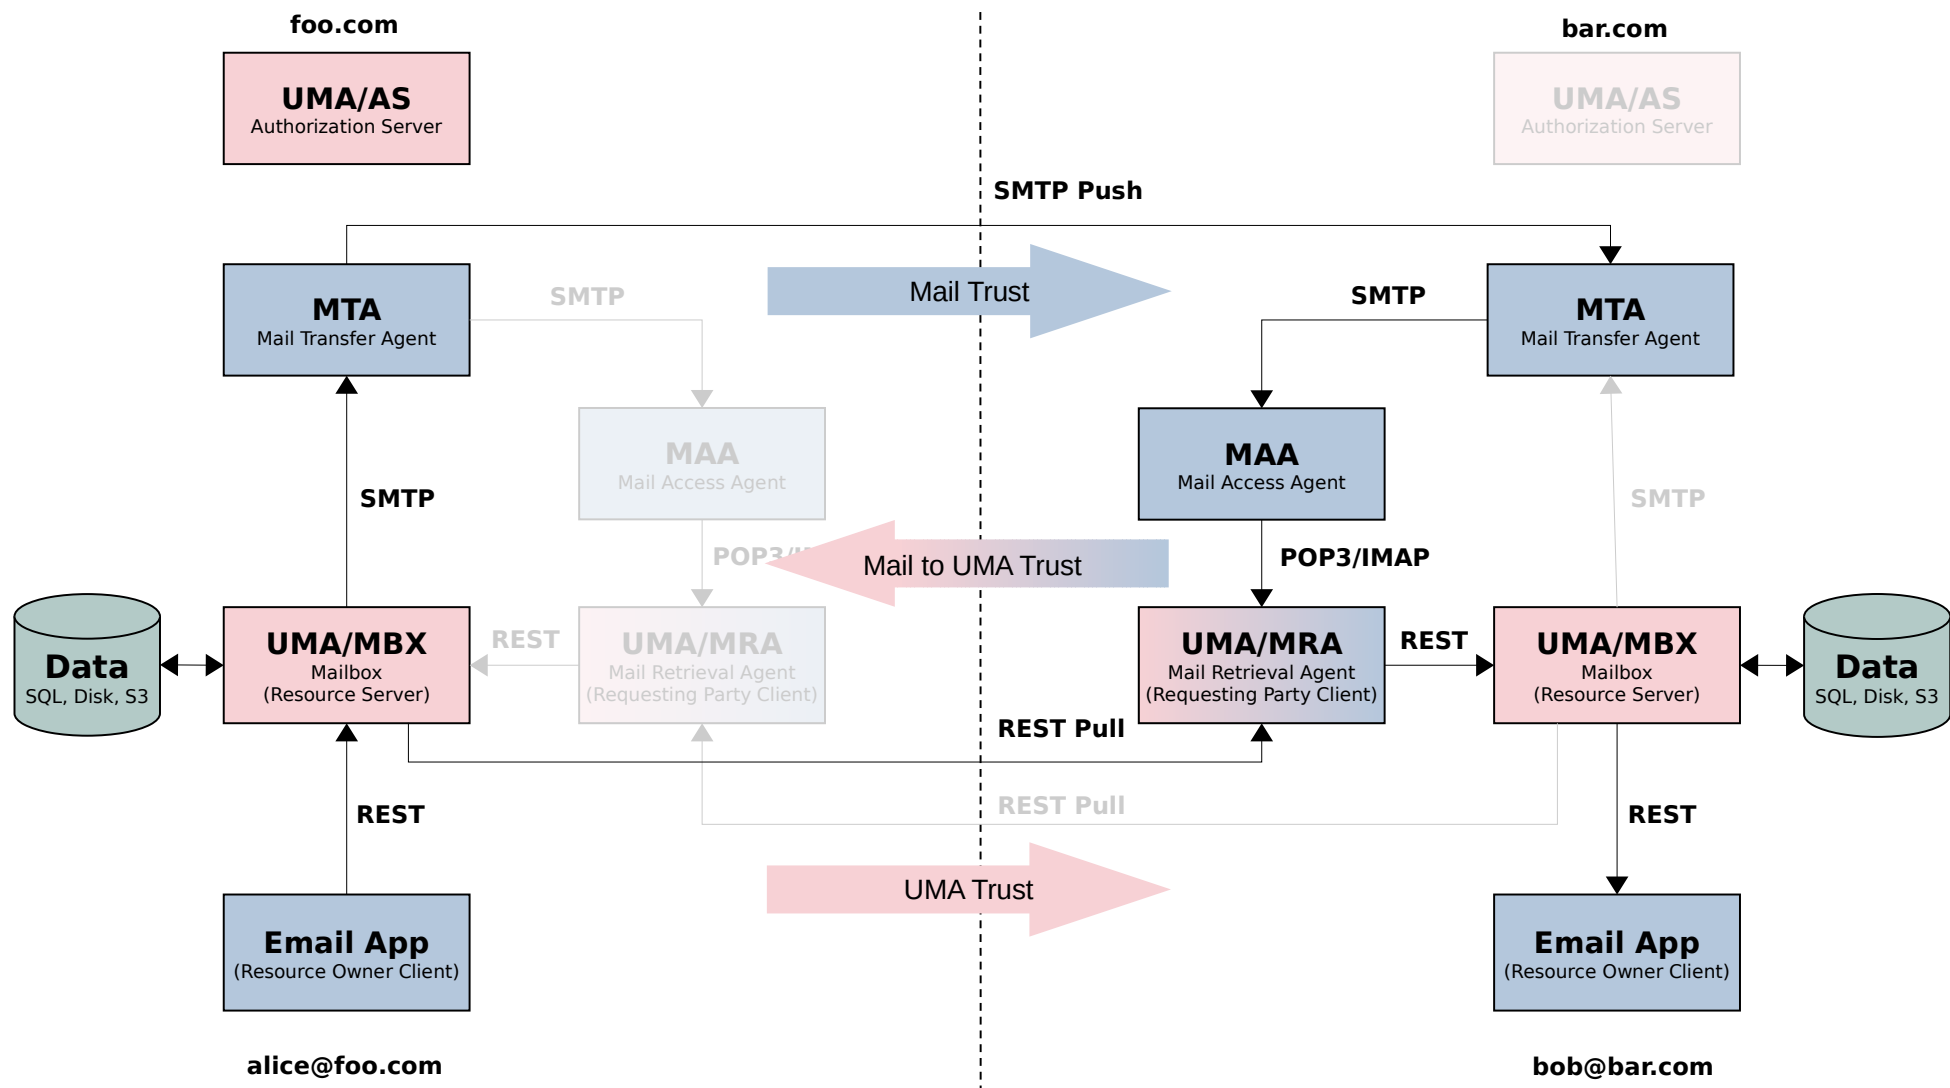 foo.com
bar.com
UMA/AS
Authorization Server
UMA/AS
Authorization Server
SMTP Push
MTA
Mail Transfer Agent
SMTP
Mail Trust
SMTP
MTA
Mail Transfer Agent
MAA
Mail Access Agent
MAA
Mail Access Agent
SMTP
SMTP
POP3/
Mail to UMA Trust
POP3/IMAP
Data
SQL, Disk, S3
UMA/MBX
Mailbox
(Resource Server)
REST
UMA/MRA
Mail Retrieval Agent
(Requesting Party Client)
UMA/MRA
Mail Retrieval Agent
(Requesting Party Client)
REST
UMA/MBX
Mailbox
(Resource Server)
Data
SQL, Disk, S3
REST Pull
REST Pull
REST
REST
UMA Trust
Email App
(Resource Owner Client)
Email App
(Resource Owner Client)
alice@foo.com
bob@bar.com